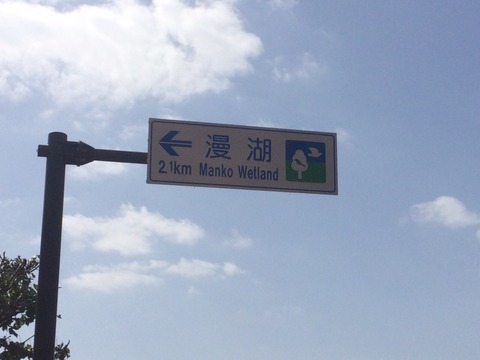 漫湖
2.1km Manko Wetland